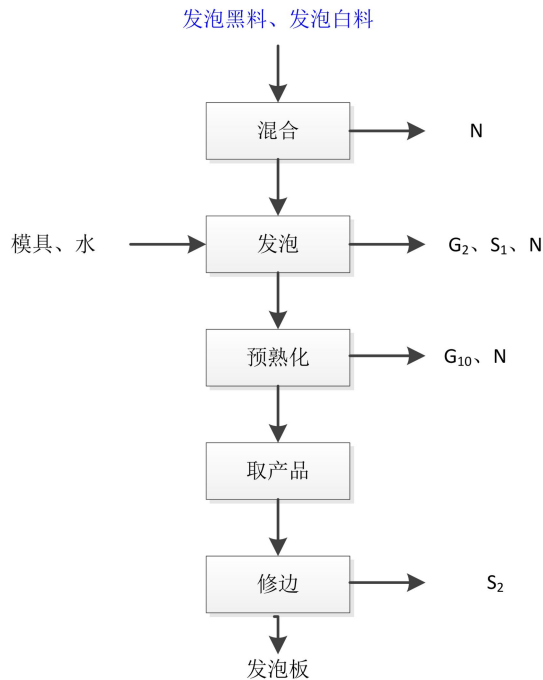 发泡黑料、发泡白料
混合
N
模具、水
发泡
G₂、S₁、N
预熟化
G₁₀、N
取产品
修边
S₂
发泡板